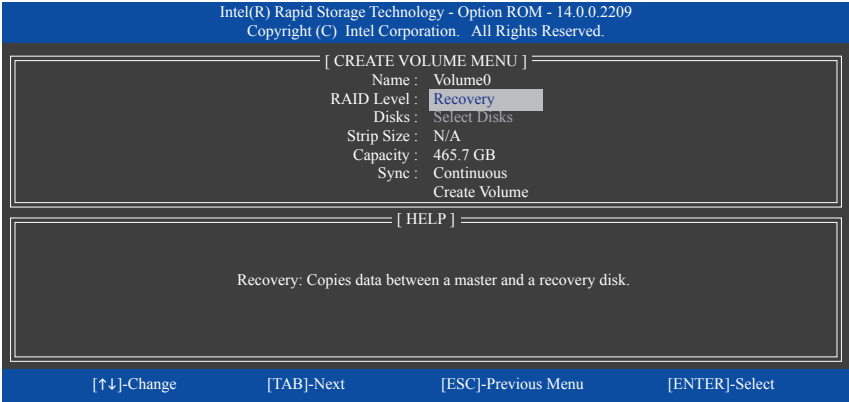 Intel(R) Rapid Storage Technology - Option ROM - 14.0.0.2209
Copyright (C) Intel Corporation. All Rights Reserved.
[ CREATE VOLUME MENU ]
Name : Volume0
RAID Level : Recovery
Disks : Select Disks
Strip Size : N/A
Capacity : 465.7 GB
Sync : Continuous
Create Volume
[ HELP ]
Recovery: Copies data between a master and a recovery disk.
[↑↓]-Change [TAB]-Next [ESC]-Previous Menu [ENTER]-Select